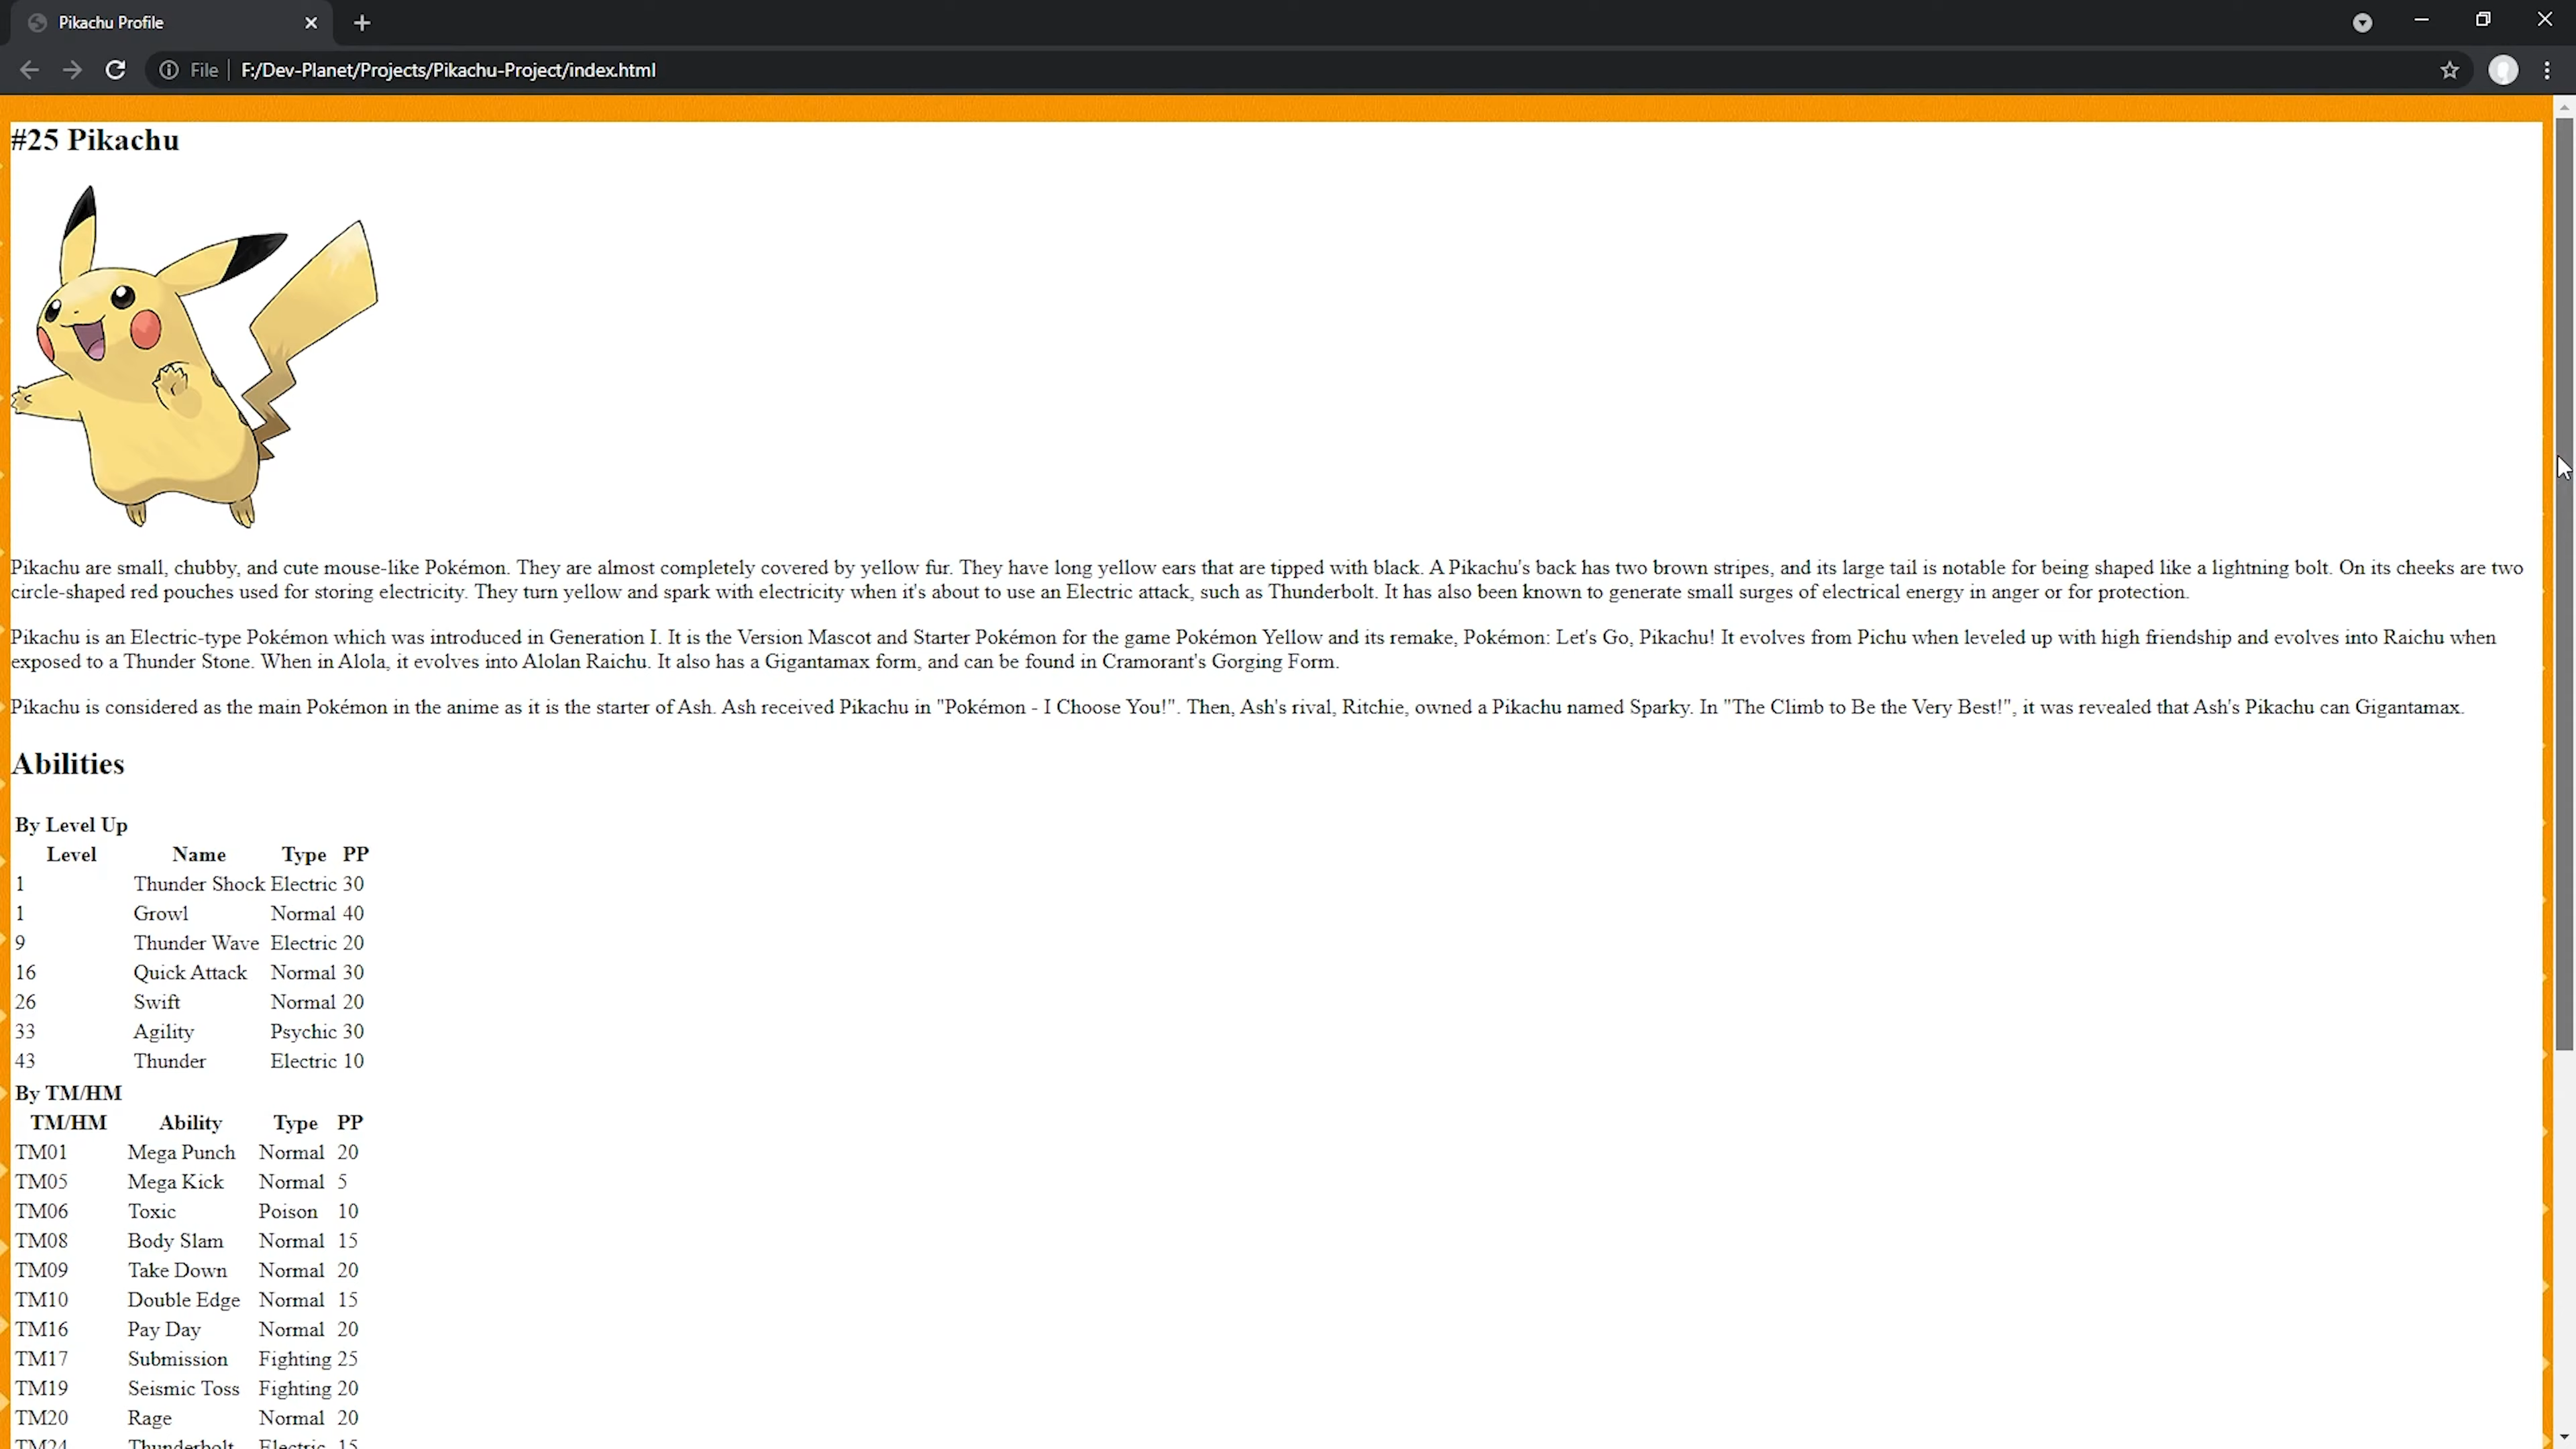 Pikachu Profile
File F:/Dev-Planet/Projects/Pikachu-Project/index.html
#25 Pikachu
Pikachu are small, chubby, and cute mouse-like Pokémon. They are almost completely covered by yellow fur. They have long yellow ears that are tipped with black. A Pikachu's back has two brown stripes, and its large tail is notable for being shaped like a lightning bolt. On its cheeks are two
circle-shaped red pouches used for storing electricity. They turn yellow and spark with electricity when it's about to use an Electric attack, such as Thunderbolt. It has also been known to generate small surges of electrical energy in anger or for protection.
Pikachu is an Electric-type Pokémon which was introduced in Generation I. It is the Version Mascot and Starter Pokémon for the game Pokémon Yellow and its remake, Pokémon: Let's Go, Pikachu! It evolves from Pichu when leveled up with high friendship and evolves into Raichu when
exposed to a Thunder Stone. When in Alola, it evolves into Alolan Raichu. It also has a Gigantamax form, and can be found in Cramorant's Gorging Form.
Pikachu is considered as the main Pokémon in the anime as it is the starter of Ash. Ash received Pikachu in "Pokémon - I Choose You!". Then, Ash's rival, Ritchie, owned a Pikachu named Sparky. In "The Climb to Be the Very Best!", it was revealed that Ash's Pikachu can Gigantamax.
Abilities
By Level Up
Level Name Type PP
1 Thunder Shock Electric 30
1 Growl Normal 40
9 Thunder Wave Electric 20
16 Quick Attack Normal 30
26 Swift Normal 20
33 Agility Psychic 30
43 Thunder Electric 10
By TM/HM
TM/HM Ability Type PP
TM01 Mega Punch Normal 20
TM05 Mega Kick Normal 5
TM06 Toxic Poison 10
TM08 Body Slam Normal 15
TM09 Take Down Normal 20
TM10 Double Edge Normal 15
TM16 Pay Day Normal 20
TM17 Submission Fighting 25
TM19 Seismic Toss Fighting 20
TM20 Rage Normal 20
TM24 Thunderbolt Electric 15